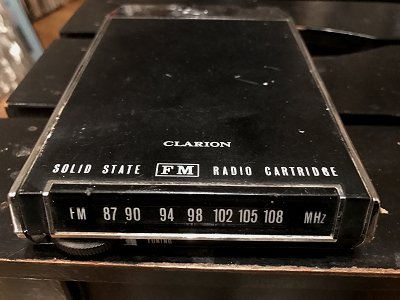 CLARION
SOLID STATE FM RADIO CARTRIDGE
FM 87 90 94 98 102 105 108 MHz
TUNING